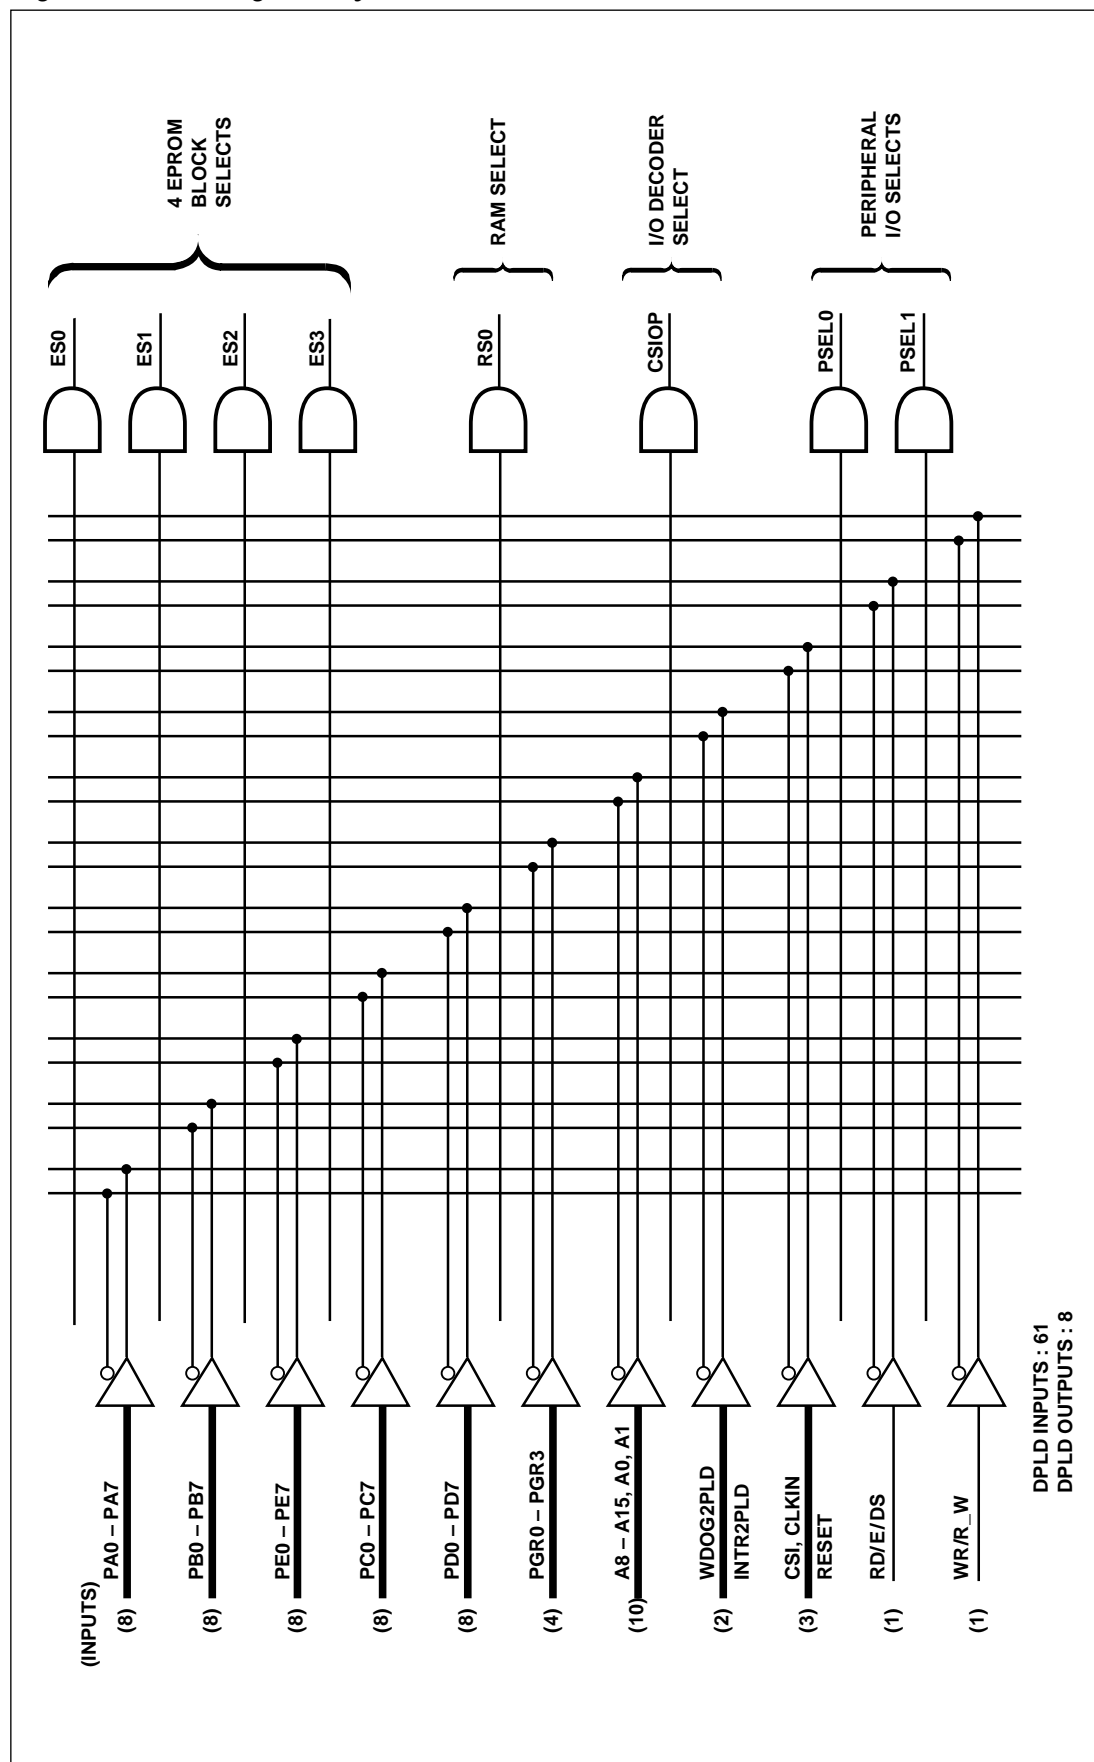 (INPUTS)
(8) PA0 – PA7
(8) PB0 – PB7
(8) PE0 – PE7
(8) PC0 – PC7
(8) PD0 – PD7
(4) PGR0 – PGR3
(10) A8 – A15, A0, A1
(2) WDOG2PLD
INTR2PLD
(3) CSI, CLKIN
RESET
(1) RD/E/DS
(1) WR/R_W
ES0
ES1
ES2
ES3
4 EPROM
BLOCK
SELECTS
RS0
RAM SELECT
CSIOP
I/O DECODER
SELECT
PSEL0
PSEL1
PERIPHERAL
I/O SELECTS
DPLD INPUTS : 61
DPLD OUTPUTS : 8